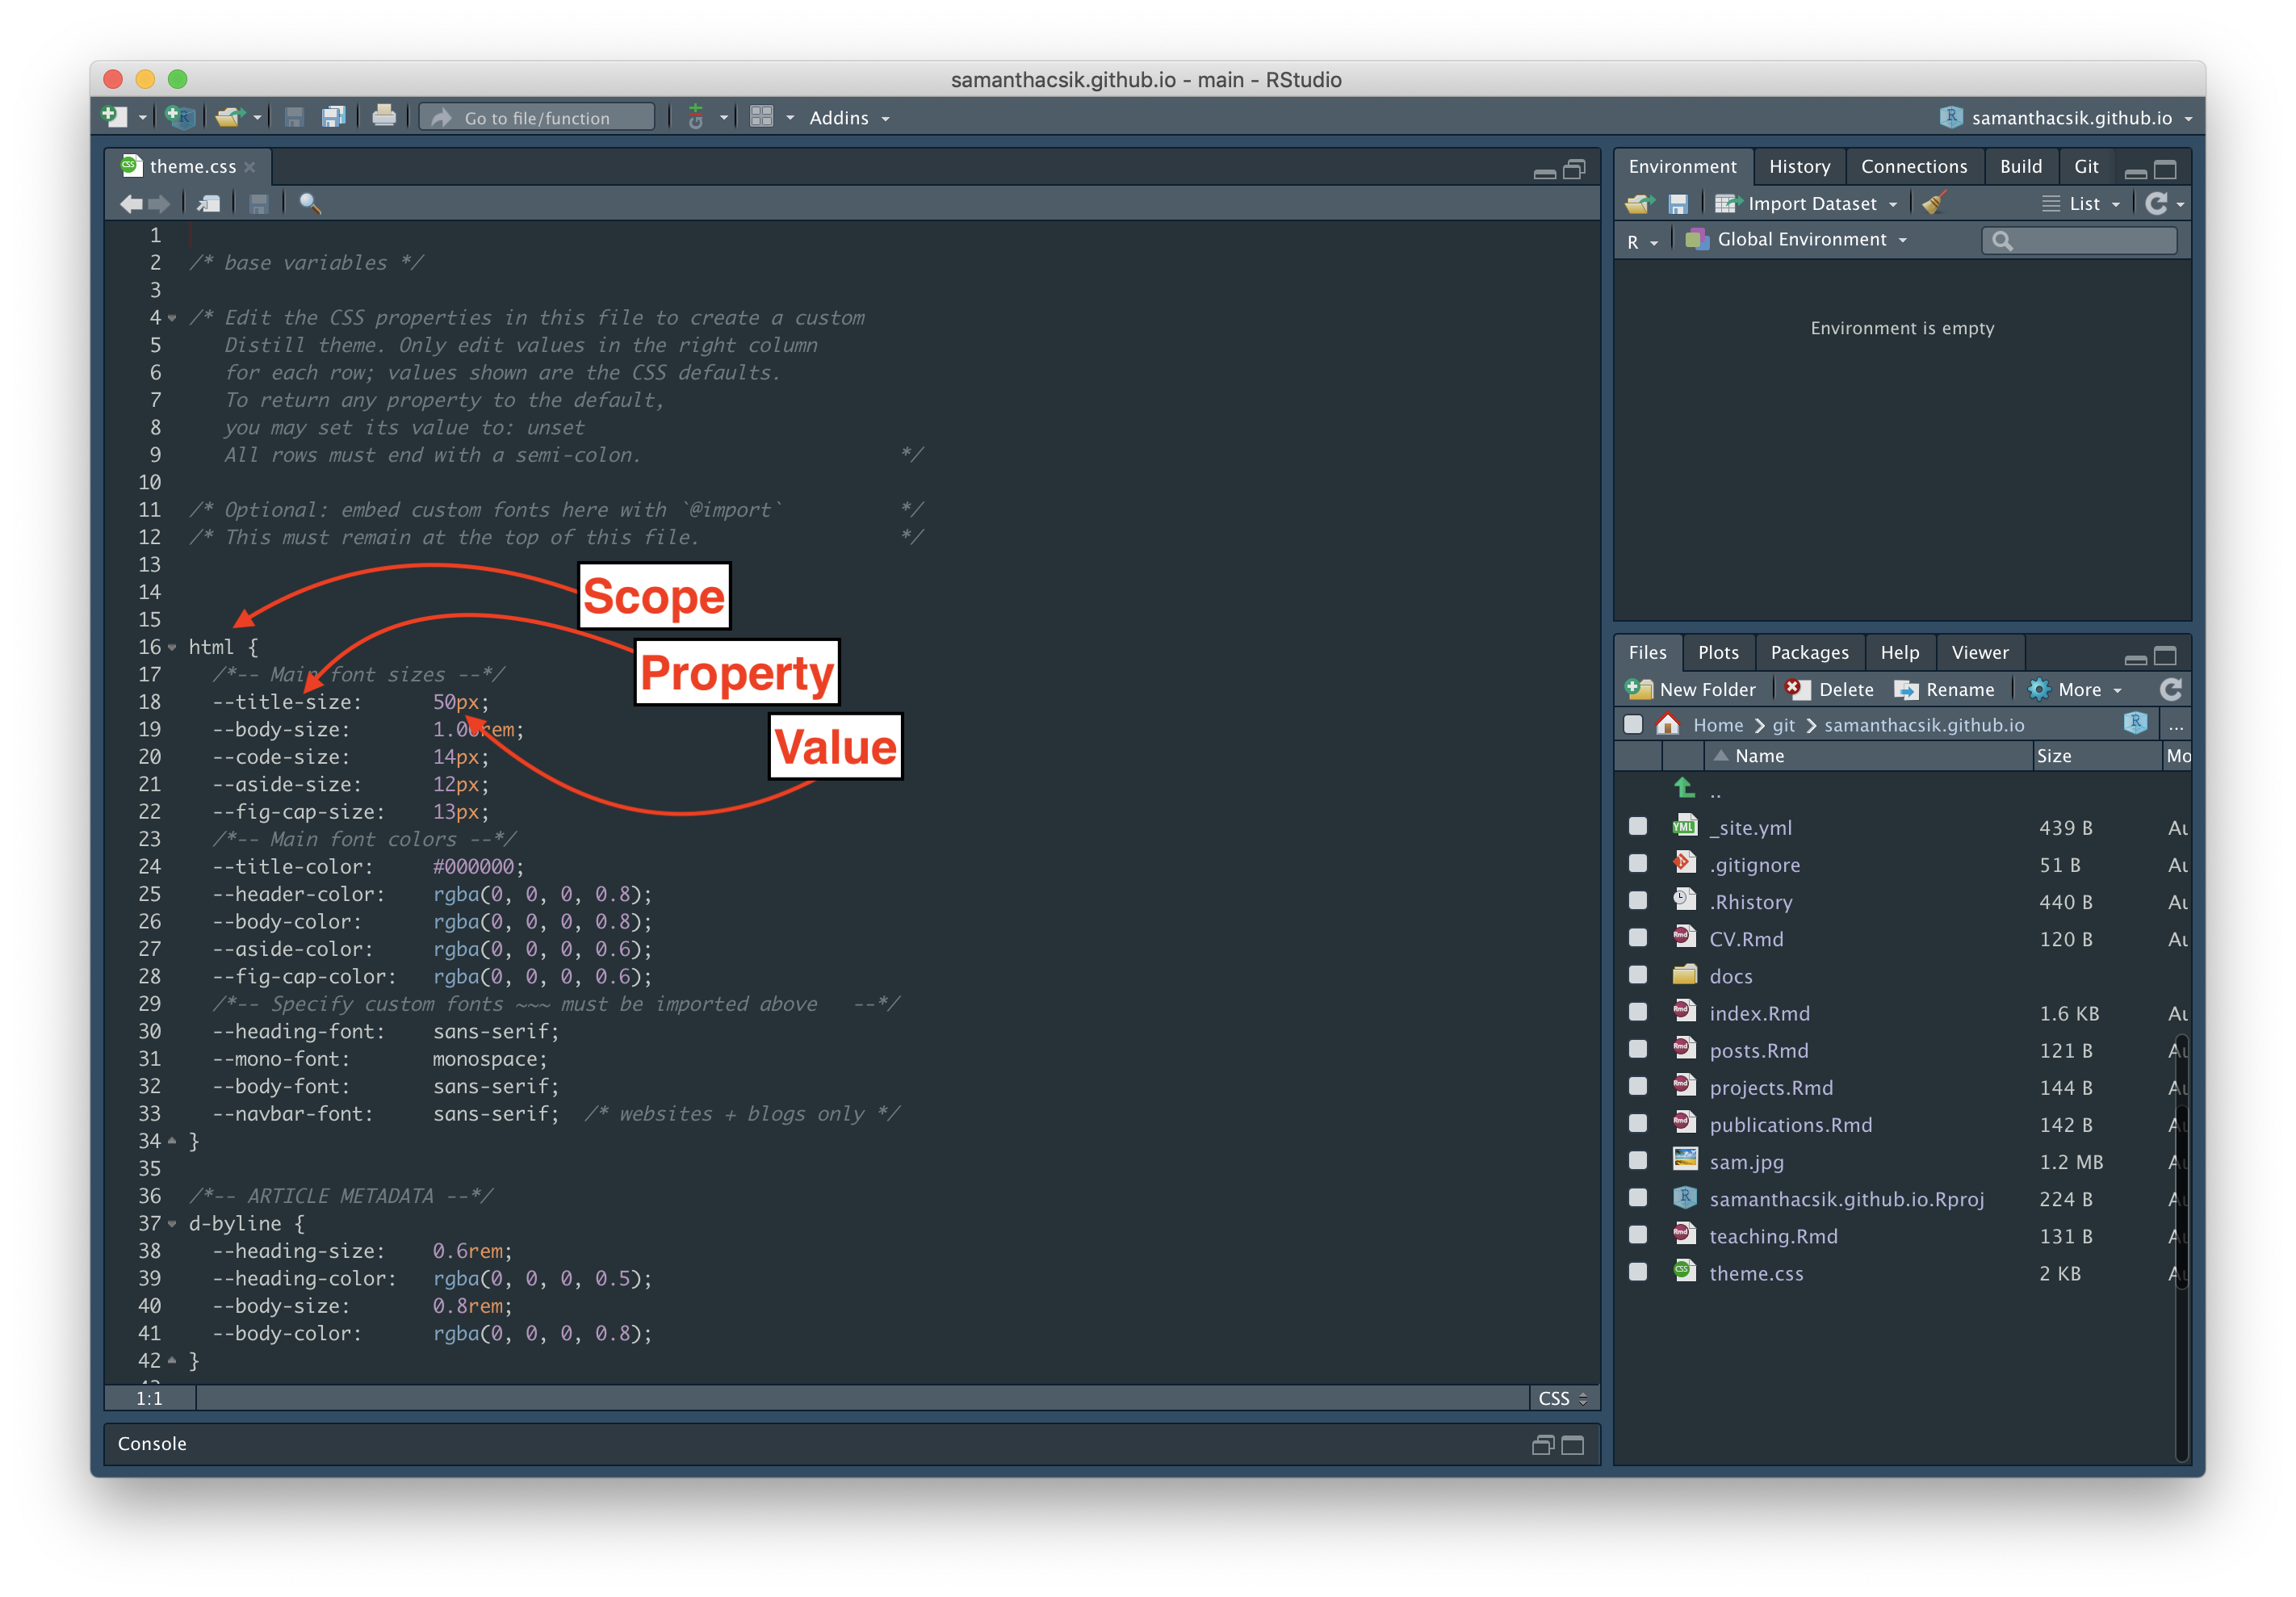 samanthacsik.github.io - main - RStudio
Go to file/function
Addins
samanthacsik.github.io
theme.css
1
2 /* base variables */
3
4 /* Edit the CSS properties in this file to create a custom
5 Distill theme. Only edit values in the right column
6 for each row; values shown are the CSS defaults.
7 To return any property to the default,
8 you may set its value to: unset
9 All rows must end with a semi-colon. */
10
11 /* Optional: embed custom fonts here with `@import` */
12 /* This must remain at the top of this file. */
13
14
15
Scope
Property
Value
16 html {
17 /*-- Main font sizes --*/
18 --title-size: 50px;
19 --body-size: 1.06rem;
20 --code-size: 14px;
21 --aside-size: 12px;
22 --fig-cap-size: 13px;
23 /*-- Main font colors --*/
24 --title-color: #000000;
25 --header-color: rgba(0, 0, 0, 0.8);
26 --body-color: rgba(0, 0, 0, 0.8);
27 --aside-color: rgba(0, 0, 0, 0.6);
28 --fig-cap-color: rgba(0, 0, 0, 0.6);
29 /*-- Specify custom fonts ~~~ must be imported above --*/
30 --heading-font: sans-serif;
31 --mono-font: monospace;
32 --body-font: sans-serif;
33 --navbar-font: sans-serif; /* websites + blogs only */
34 }
35
36 /*-- ARTICLE METADATA --*/
37 d-byline {
38 --heading-size: 0.6rem;
39 --heading-color: rgba(0, 0, 0, 0.5);
40 --body-size: 0.8rem;
41 --body-color: rgba(0, 0, 0, 0.8);
42 }
1:1
CSS
Console
Environment History Connections Build Git
Import Dataset
List
R
Global Environment
Environment is empty
Files Plots Packages Help Viewer
New Folder Delete Rename More
Home > git > samanthacsik.github.io
...
Name Size Mo
..
YML _site.yml 439 B Au
.gitignore 51 B Au
.Rhistory 440 B Au
Rmd CV.Rmd 120 B Au
docs
Rmd index.Rmd 1.6 KB Au
Rmd posts.Rmd 121 B Au
Rmd projects.Rmd 144 B Au
Rmd publications.Rmd 142 B Au
sam.jpg 1.2 MB Au
R samanthacsik.github.io.Rproj 224 B Au
Rmd teaching.Rmd 131 B Au
CSS theme.css 2 KB Au